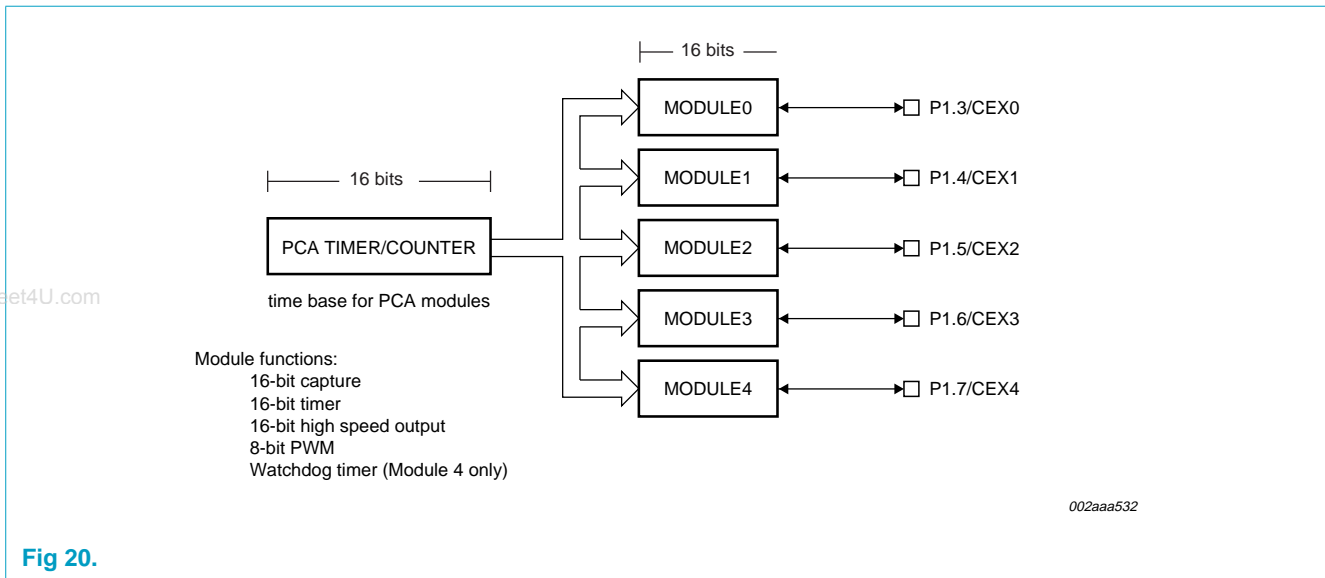 16 bits
MODULE0
P1.3/CEX0
MODULE1
P1.4/CEX1
16 bits
PCA TIMER/COUNTER
MODULE2
P1.5/CEX2
eet4U.com
time base for PCA modules
MODULE3
P1.6/CEX3
Module functions:
16-bit capture
16-bit timer
16-bit high speed output
8-bit PWM
Watchdog timer (Module 4 only)
MODULE4
P1.7/CEX4
002aaa532
Fig 20.